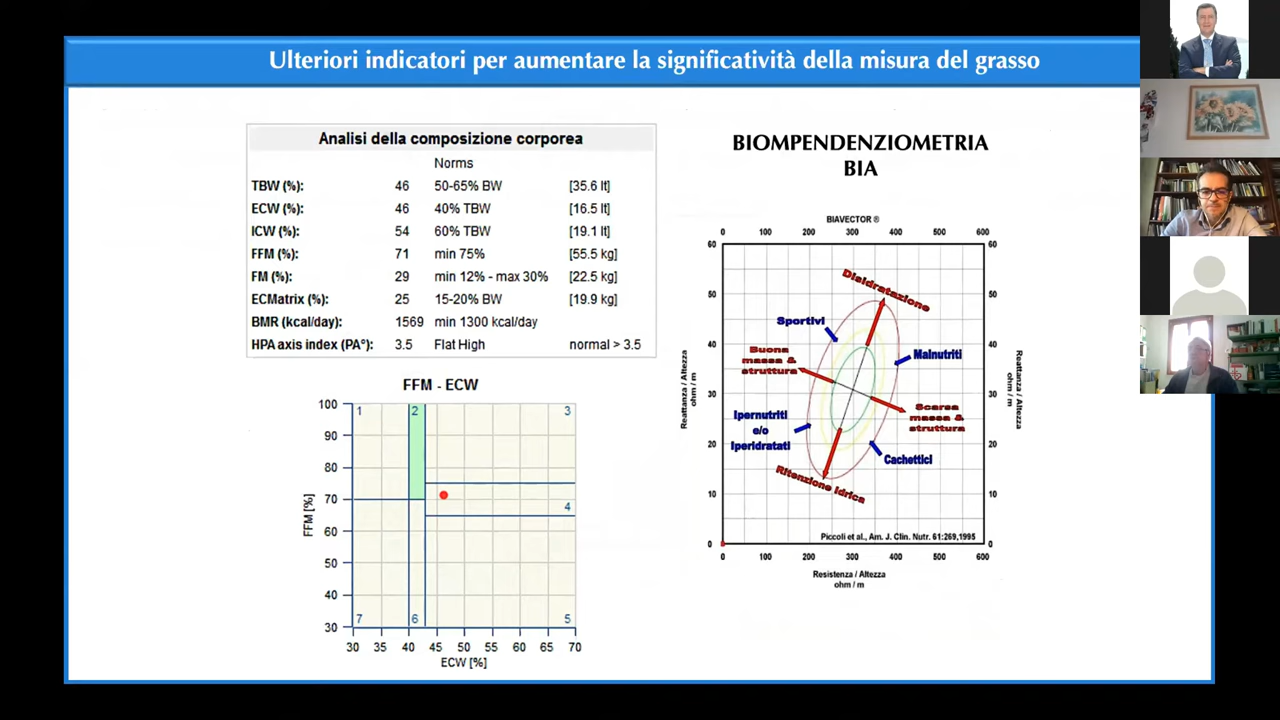 Ulteriori indicatori per aumentare la significatività della misura del grasso
Analisi della composizione corporea
Norms
TBW (%): 46 50-65% BW [35.6 lt]
ECW (%): 46 40% TBW [16.5 lt]
ICW (%): 54 60% TBW [19.1 lt]
FFM (%): 71 min 75% [55.5 kg]
FM (%): 29 min 12% - max 30% [22.5 kg]
ECMatrix (%): 25 15-20% BW [19.9 kg]
BMR (kcal/day): 1569 min 1300 kcal/day
HPA axis index (PA°): 3.5 Flat High normal > 3.5
FFM - ECW
100
90
80
70
60
50
40
30
FFM [%]
1 2 3
4
7 6 5
30 35 40 45 50 55 60 65 70
ECW [%]
BIOMPENDENZIOMETRIA
BIA
BIAVECTOR ®
0 100 200 300 400 500 600
60 60
50 50
40 40
30 30
20 20
10 10
0 0
Reattanza / Altezza
ohm / m
Disidratazione
Sportivi
Buona
massa &
struttura
Malnutriti
Ipernutriti
e/o
Iperidratati
Scarsa
massa &
struttura
Cachettici
Ritenzione idrica
Reattanza / Altezza
ohm / m
Piccoli et al., Am. J. Clin. Nutr. 61:269,1995
0 100 200 300 400 500 600
Resistenza / Altezza
ohm / m